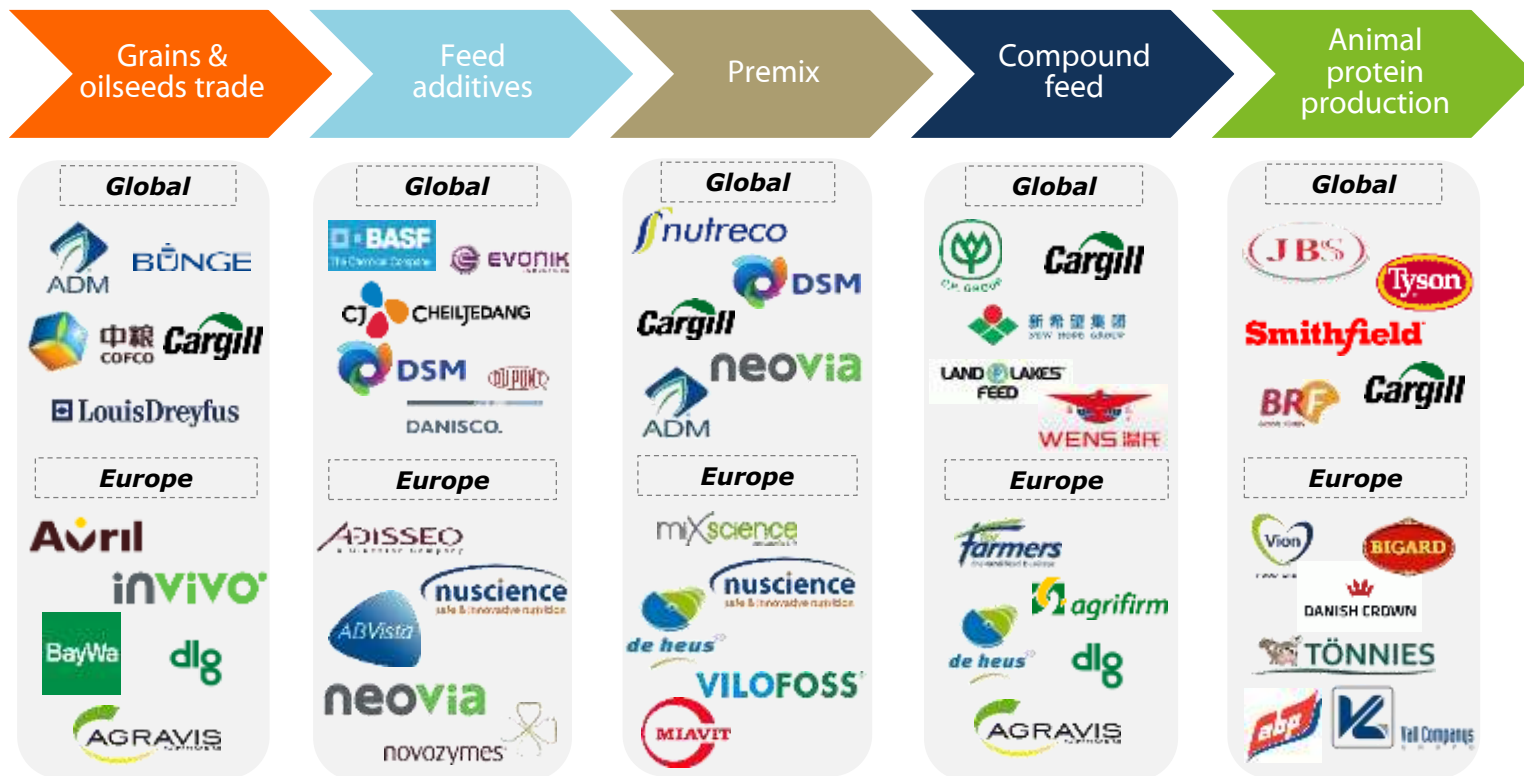 Grains &
oilseeds trade
Feed
additives
Premix
Compound
feed
Animal
protein
production
Global
ADM
BUNGE
中粮
COFCO
Cargill
LouisDreyfus
Europe
Avril
inVivo
BayWa
dlg
AGRAVIS
Global
BASF
The Chemical Company
EVONIK
CJ CHEILJEDANG
DSM
DUPONT
DANISCO.
Europe
ADISSEO
A Bluestar Company
nuscience
safe & innovative nutrition
ABVista
neovia
novozymes
Global
nutreco
DSM
Cargill
neovia
ADM
Europe
miXscience
nuscience
safe & innovative nutrition
de heus
VILOFOSS
MIAVIT
Global
C.P. GROUP
Cargill
新希望集团
NEW HOPE GROUP
LAND O LAKES
FEED
WENS 温氏
Europe
for
farmers
agrifirm
de heus
dlg
AGRAVIS
Global
JBS
Tyson
Smithfield
BRF
Cargill
Europe
Vion
BIGARD
DANISH CROWN
TÖNNIES
abp
Vall Companys